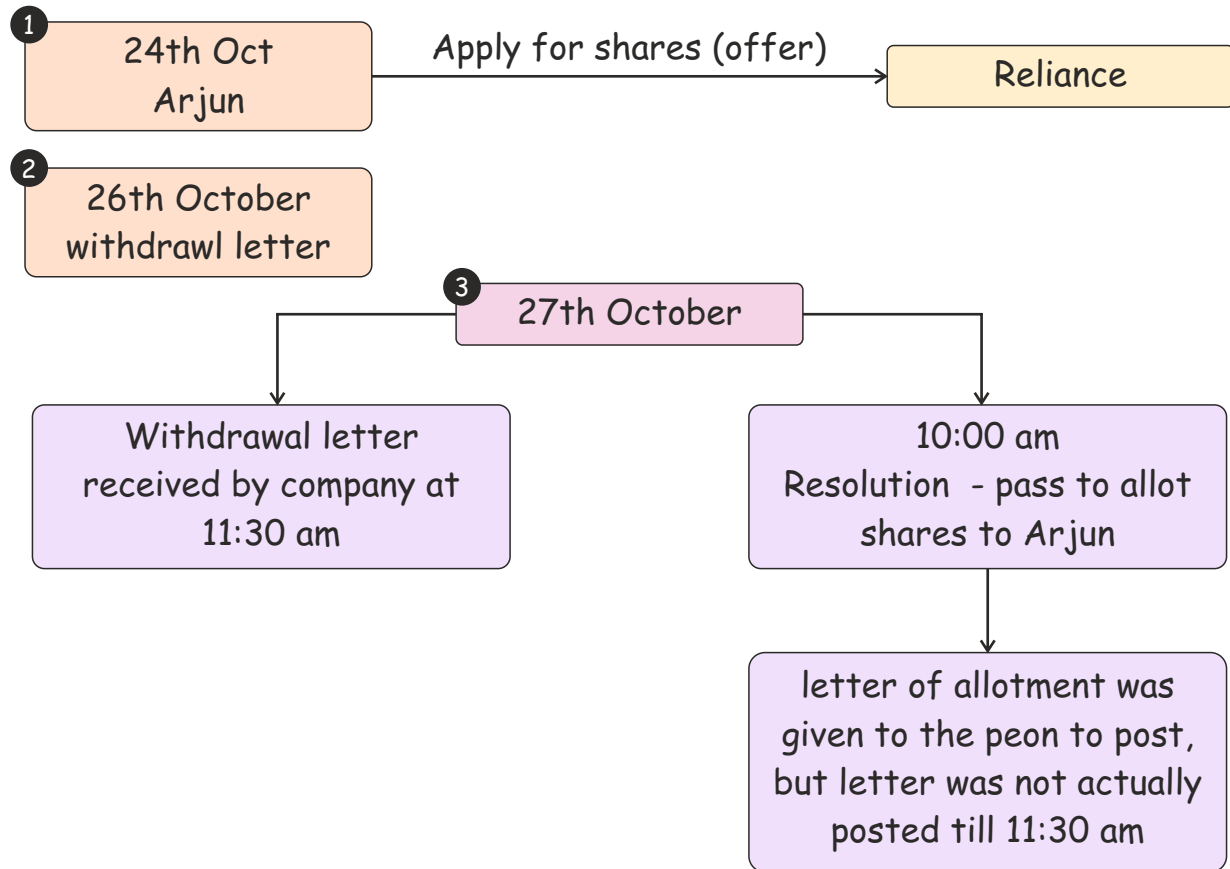 1
24th Oct
Arjun
Apply for shares (offer)
Reliance
2
26th October
withdrawl letter
3
27th October
Withdrawal letter
received by company at
11:30 am
10:00 am
Resolution - pass to allot
shares to Arjun
letter of allotment was
given to the peon to post,
but letter was not actually
posted till 11:30 am